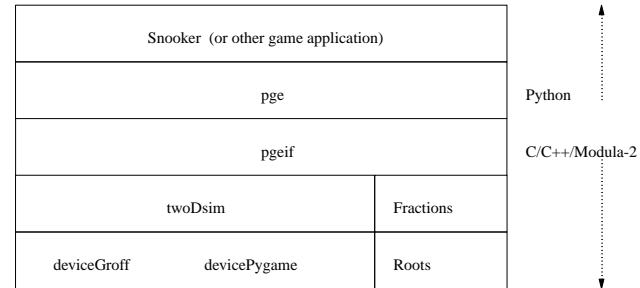 Snooker (or other game application)
pge
Python
pgeif
C/C++/Modula-2
twoDsim Fractions
deviceGroff devicePygame Roots